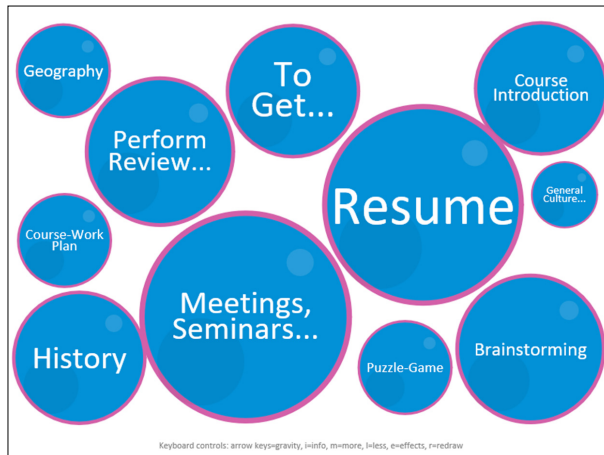 Geography
To
Get...
Course
Introduction
Perform
Review...
Resume
General
Culture...
Course-Work
Plan
Meetings,
Seminars...
History
Puzzle-Game
Brainstorming
Keyboard controls: arrow keys=gravity, i=info, m=more, l=less, e=effects, r=redraw